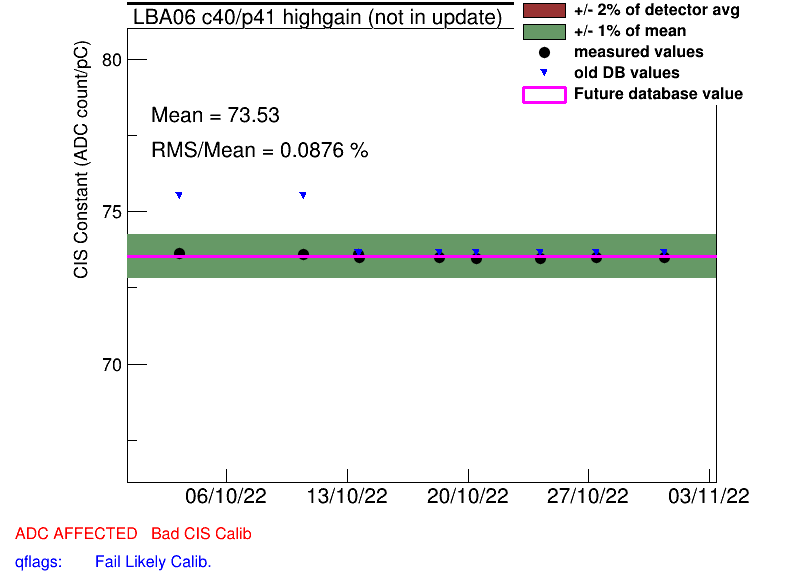 LBA06 c40/p41 highgain (not in update)
+/- 2% of detector avg
+/- 1% of mean
measured values
old DB values
Future database value
CIS Constant (ADC count/pC)
80
75
70
Mean = 73.53
RMS/Mean = 0.0876 %
06/10/22 13/10/22 20/10/22 27/10/22 03/11/22
ADC AFFECTED Bad CIS Calib
qflags: Fail Likely Calib.